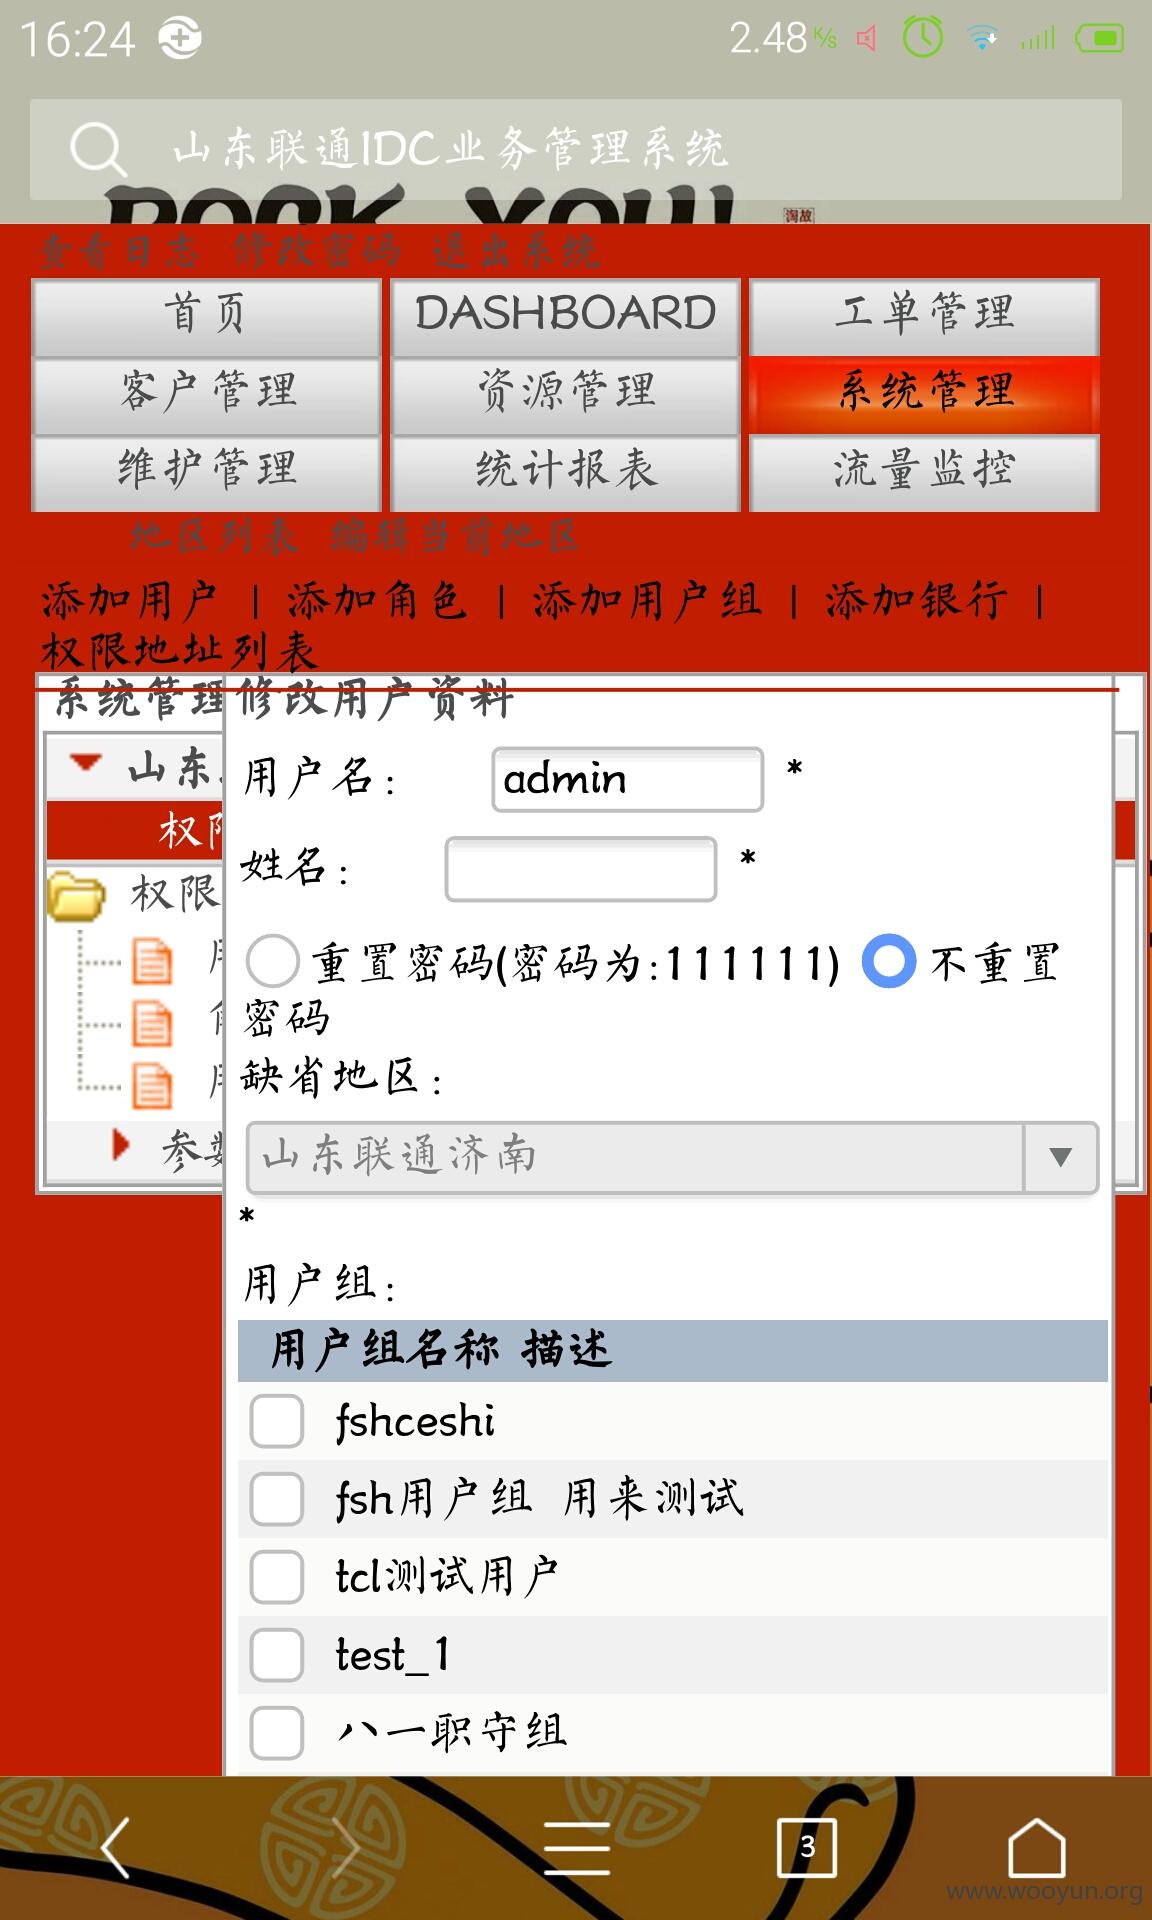 16:24
2.48 K/s
山东联通IDC业务管理系统
ROCK YOU!
查看日志 修改密码 退出系统
首页 DASHBOARD 工单管理
客户管理 资源管理 系统管理
维护管理 统计报表 流量监控
地区列表 编辑当前地区
添加用户 | 添加角色 | 添加用户组 | 添加银行 |
权限地址列表
系统管理 修改用户资料
山东
用户名: admin *
姓名: *
权限
重置密码(密码为:111111) 不重置
密码
缺省地区:
山东联通济南
*
用户组:
用户组名称 描述
fshceshi
fsh用户组 用来测试
tcl测试用户
test_1
八一职守组
3
www.wooyun.org